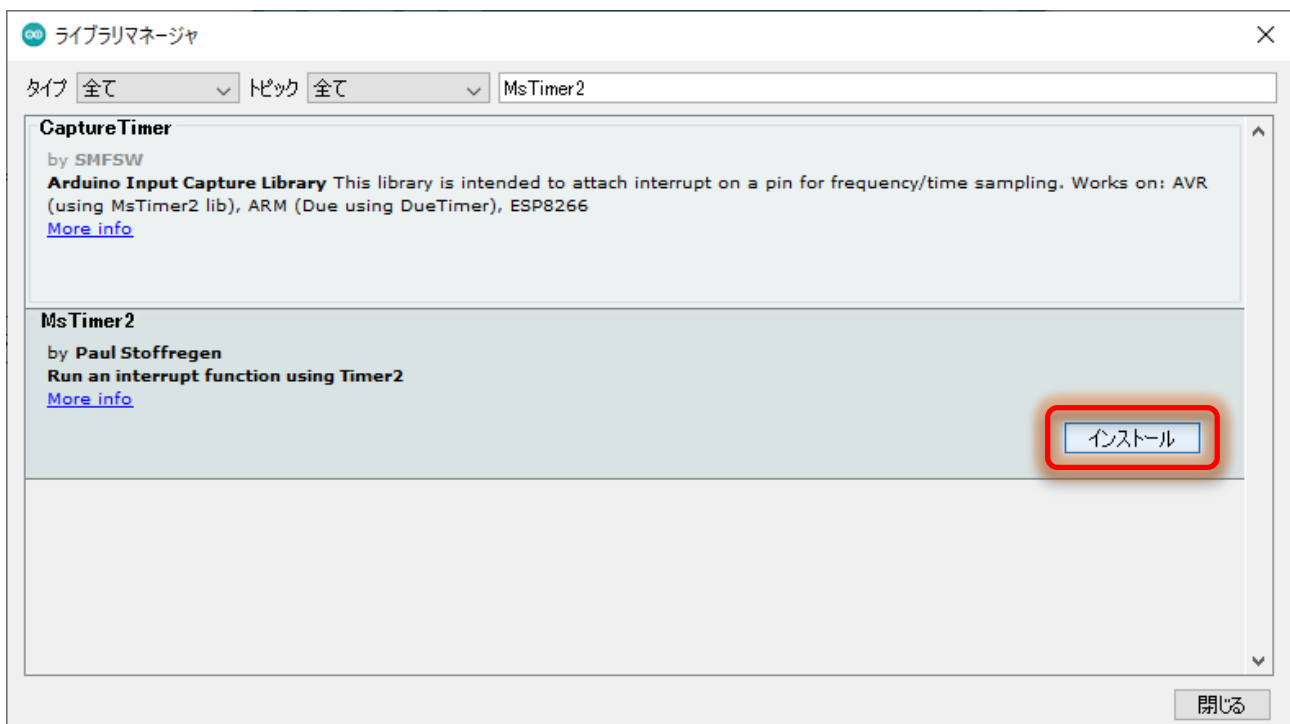 ライブラリマネージャ
タイプ 全て トピック 全て MsTimer2
CaptureTimer
by SMFSW
Arduino Input Capture Library This library is intended to attach interrupt on a pin for frequency/time sampling. Works on: AVR
(using MsTimer2 lib), ARM (Due using DueTimer), ESP8266
More info
MsTimer2
by Paul Stoffregen
Run an interrupt function using Timer2
More info
インストール
閉じる